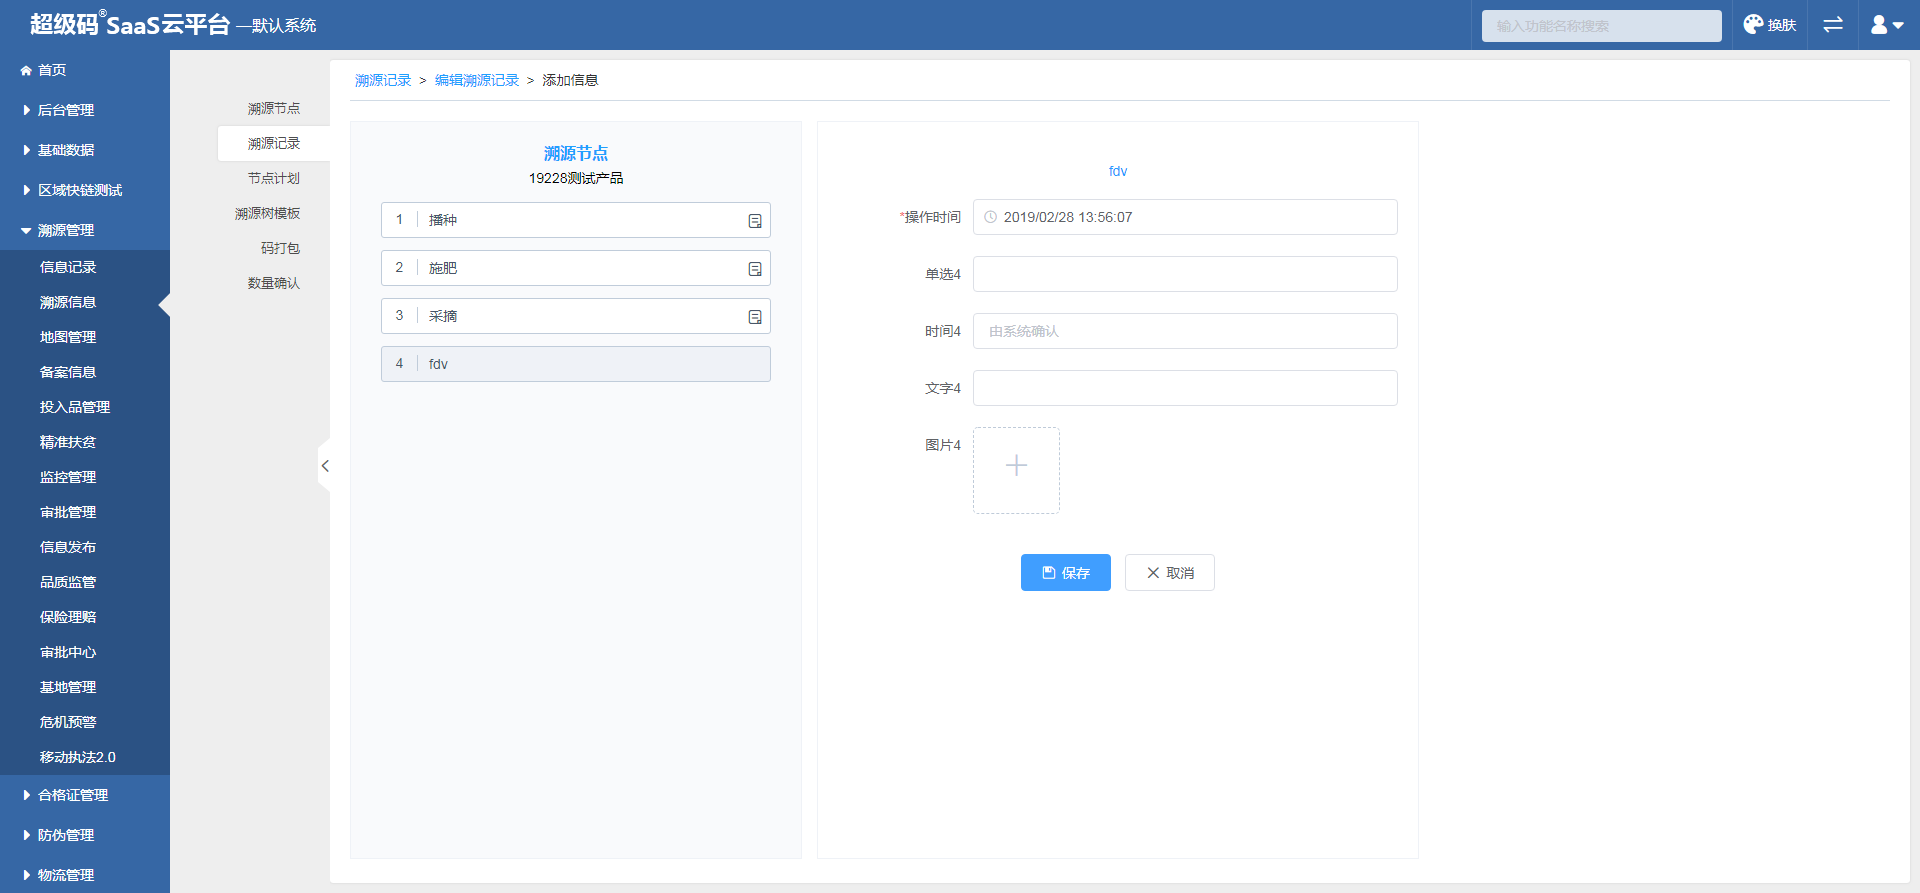 超级码®SaaS云平台 —默认系统
输入功能名称搜索
换肤
首页
后台管理
基础数据
区域快链测试
溯源管理
信息记录
溯源信息
地图管理
备案信息
投入品管理
精准扶贫
监控管理
审批管理
信息发布
品质监管
保险理赔
审批中心
基地管理
危机预警
移动执法2.0
合格证管理
防伪管理
物流管理
溯源节点
溯源记录
节点计划
溯源树模板
码打包
数量确认
溯源记录 > 编辑溯源记录 > 添加信息
溯源节点
19228测试产品
1 播种
2 施肥
3 采摘
4 fdv
fdv
*操作时间 2019/02/28 13:56:07
单选4
时间4 由系统确认
文字4
图片4
保存 取消